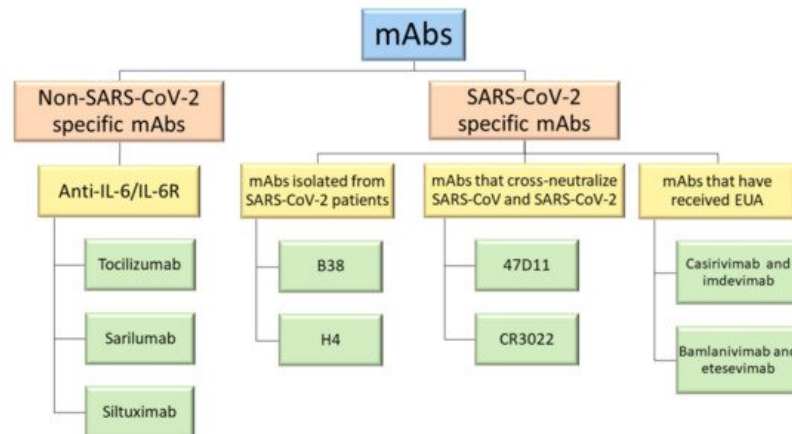 mAbs
Non-SARS-CoV-2
specific mAbs
SARS-CoV-2
specific mAbs
Anti-IL-6/IL-6R
mAbs isolated from
SARS-CoV-2 patients
mAbs that cross-neutralize
SARS-CoV and SARS-CoV-2
mAbs that have
received EUA
Tocilizumab
Sarilumab
Siltuximab
B38
H4
47D11
CR3022
Casirivimab and
imdevimab
Bamlanivimab and
etesevimab